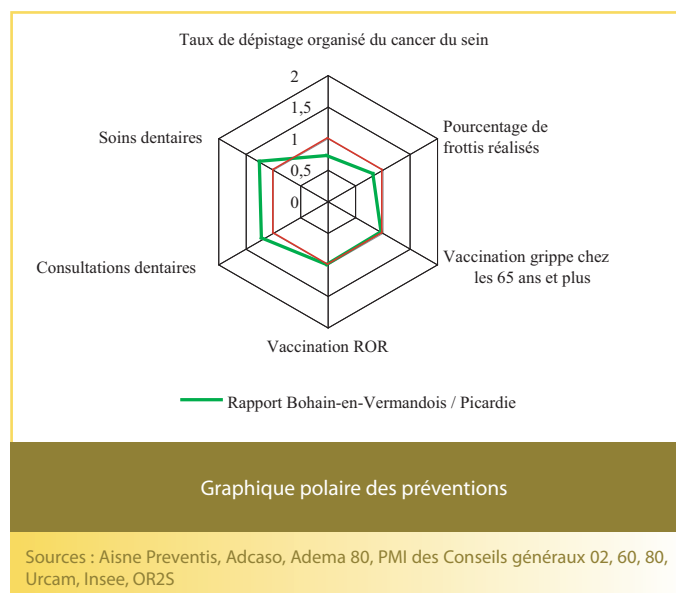 Taux de dépistage organisé du cancer du sein
2
1,5
1
0,5
0
Pourcentage de
frottis réalisés
Vaccination grippe chez
les 65 ans et plus
Vaccination ROR
Consultations dentaires
Soins dentaires
Rapport Bohain-en-Vermandois / Picardie
Graphique polaire des préventions
Sources : Aisne Preventis, Adcaso, Adema 80, PMI des Conseils généraux 02, 60, 80,
Urcam, Insee, OR2S